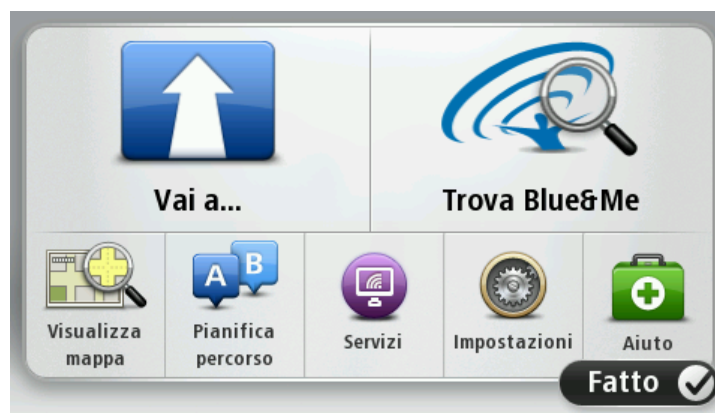 Vai a...
Trova Blue&Me
Visualizza
mappa
A B
Pianifica
percorso
Servizi
Impostazioni
Aiuto
Fatto